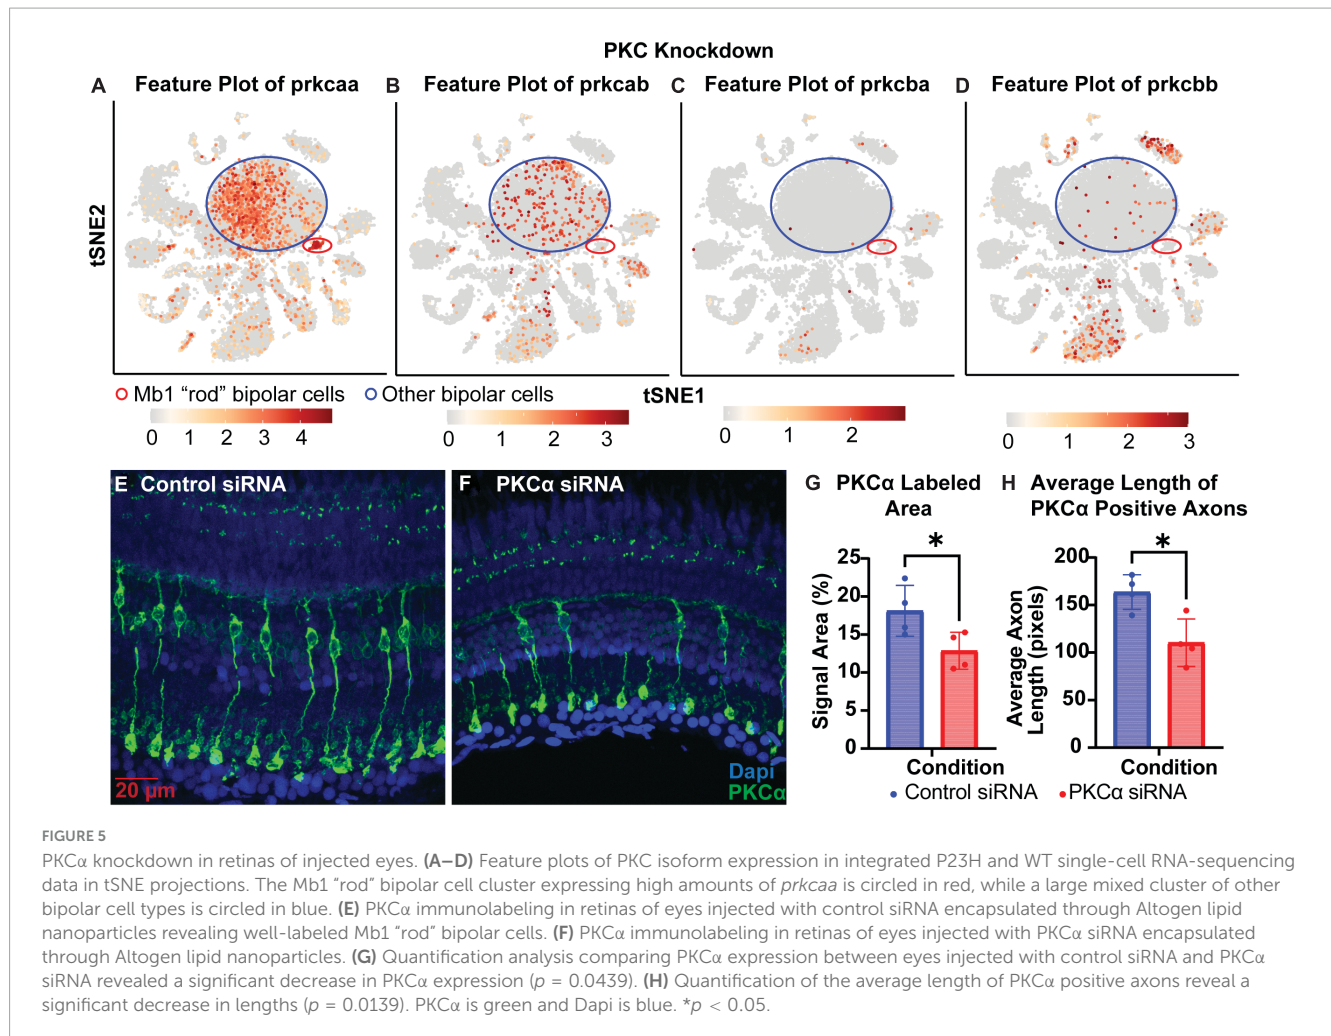 PKC Knockdown
A Feature Plot of prkcaa
B Feature Plot of prkcab
C Feature Plot of prkcba
D Feature Plot of prkcbb
tSNE2
Mb1 "rod" bipolar cells
Other bipolar cells
tSNE1
0 1 2 3 4
0 1 2 3
0 1 2
0 1 2 3
E Control siRNA
20 µm
F PKCα siRNA
Dapi
PKCα
G PKCα Labeled
Area
*
Signal Area (%)
25
20
15
10
5
0
Condition
H Average Length of
PKCα Positive Axons
*
Average Axon
Length (pixels)
200
150
100
50
0
Condition
Control siRNA
PKCα siRNA
FIGURE 5
PKCα knockdown in retinas of injected eyes. (A–D) Feature plots of PKC isoform expression in integrated P23H and WT single-cell RNA-sequencing
data in tSNE projections. The Mb1 "rod" bipolar cell cluster expressing high amounts of prkcaa is circled in red, while a large mixed cluster of other
bipolar cell types is circled in blue. (E) PKCα immunolabeling in retinas of eyes injected with control siRNA encapsulated through Altogen lipid
nanoparticles revealing well-labeled Mb1 "rod" bipolar cells. (F) PKCα immunolabeling in retinas of eyes injected with PKCα siRNA encapsulated
through Altogen lipid nanoparticles. (G) Quantification analysis comparing PKCα expression between eyes injected with control siRNA and PKCα
siRNA revealed a significant decrease in PKCα expression (p = 0.0439). (H) Quantification of the average length of PKCα positive axons reveal a
significant decrease in lengths (p = 0.0139). PKCα is green and Dapi is blue. *p < 0.05.